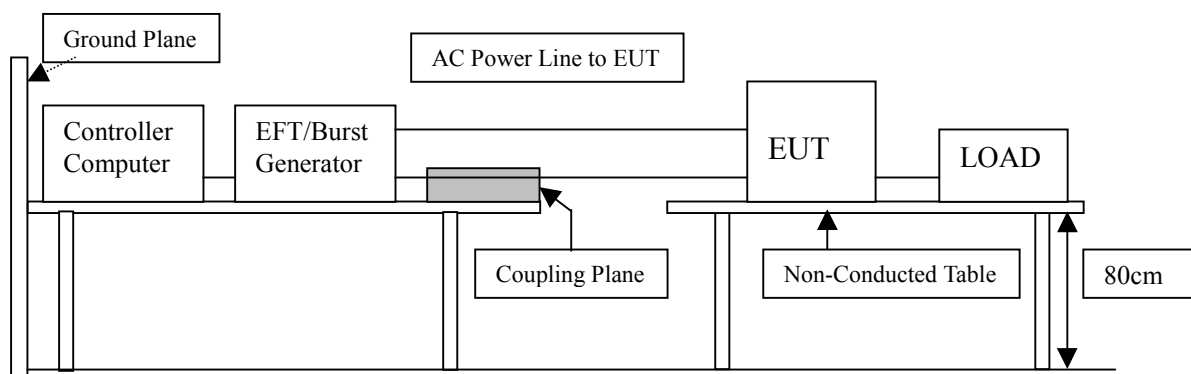 Ground Plane
AC Power Line to EUT
Controller
Computer
EFT/Burst
Generator
EUT
LOAD
Coupling Plane
Non-Conducted Table
80cm